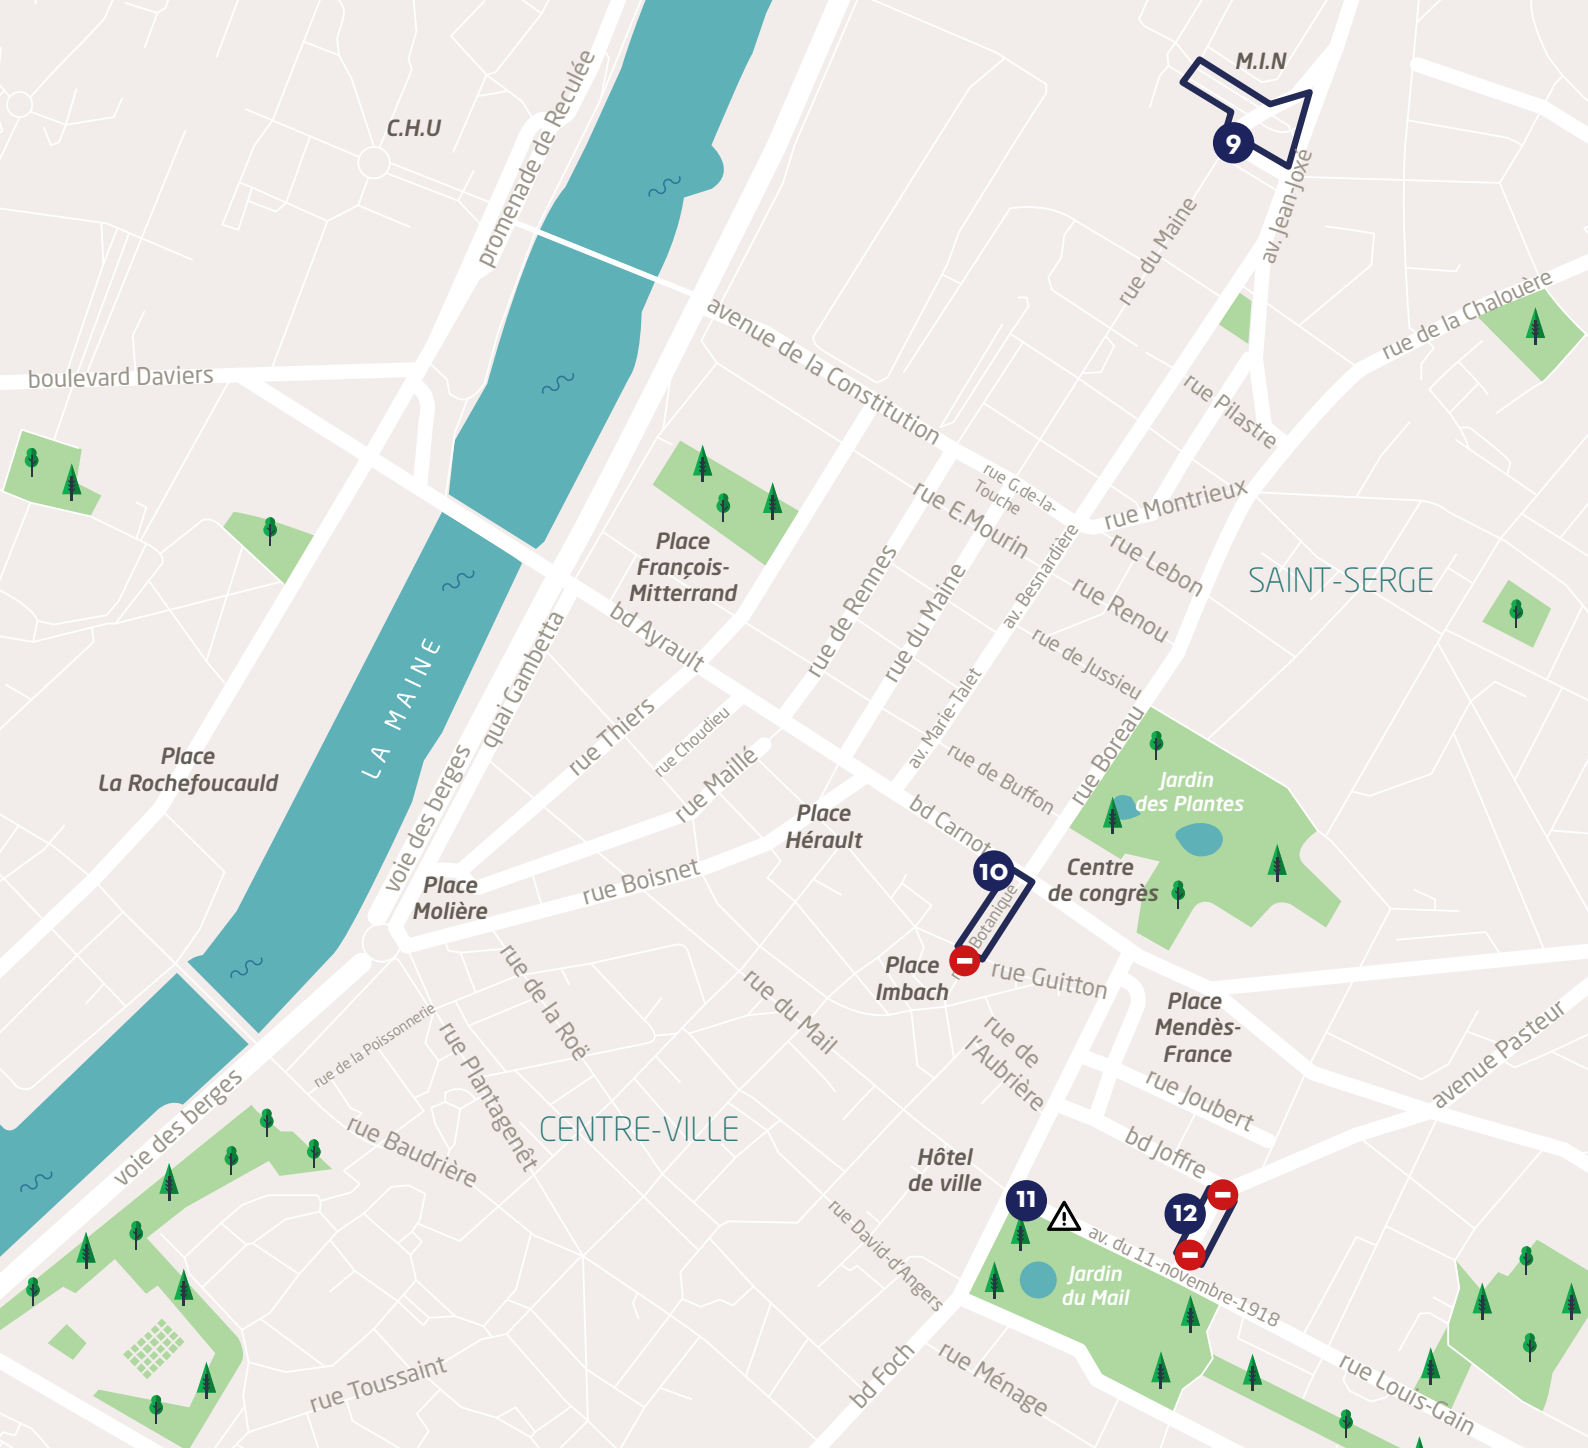 M.I.N
C.H.U
promenade de Reculée
9
av. Jean-Joxé
rue du Maine
avenue de la Constitution
rue de la Chalouère
boulevard Daviers
rue Pilastre
rue G.de-la-
Touche
rue E.Mourin
rue Montrieux
rue Lebon
Place
François-
Mitterrand
SAINT-SERGE
av. Besnardière
rue Renou
rue de Rennes
rue du Maine
bd Ayrault
rue de Jussieu
LA MAINE
quai Gambetta
av. Marie-Talet
rue Thiers
rue Choudieu
rue Boreau
rue Maillé
rue de Buffon
Place
La Rochefoucauld
Jardin
des Plantes
voie des berges
Place
Hérault
bd Carnot
10
Centre
de congrès
Place
Molière
rue Boisnet
Botanique
Place
Imbach
rue Guitton
rue de la Roë
rue du Mail
Place
Mendès-
France
rue de
l'Aubrière
rue de la Poissonnerie
rue Plantagenêt
avenue Pasteur
rue Joubert
voie des berges
CENTRE-VILLE
rue Baudrière
bd Joffre
Hôtel
de ville
11
12
av. du 11-novembre-1918
rue David-d'Angers
Jardin
du Mail
bd Foch
rue Ménage
rue Louis-Gain
rue Toussaint